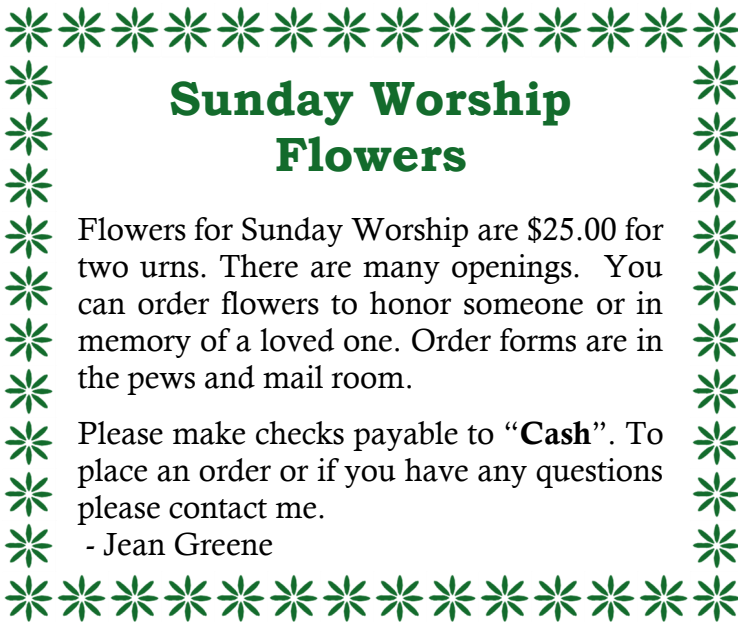 Sunday Worship
Flowers
Flowers for Sunday Worship are $25.00 for
two urns. There are many openings.  You
can order flowers to honor someone or in
memory of a loved one. Order forms are in
the pews and mail room.
Please make checks payable to “Cash”. To
place an order or if you have any questions
please contact me.
- Jean Greene